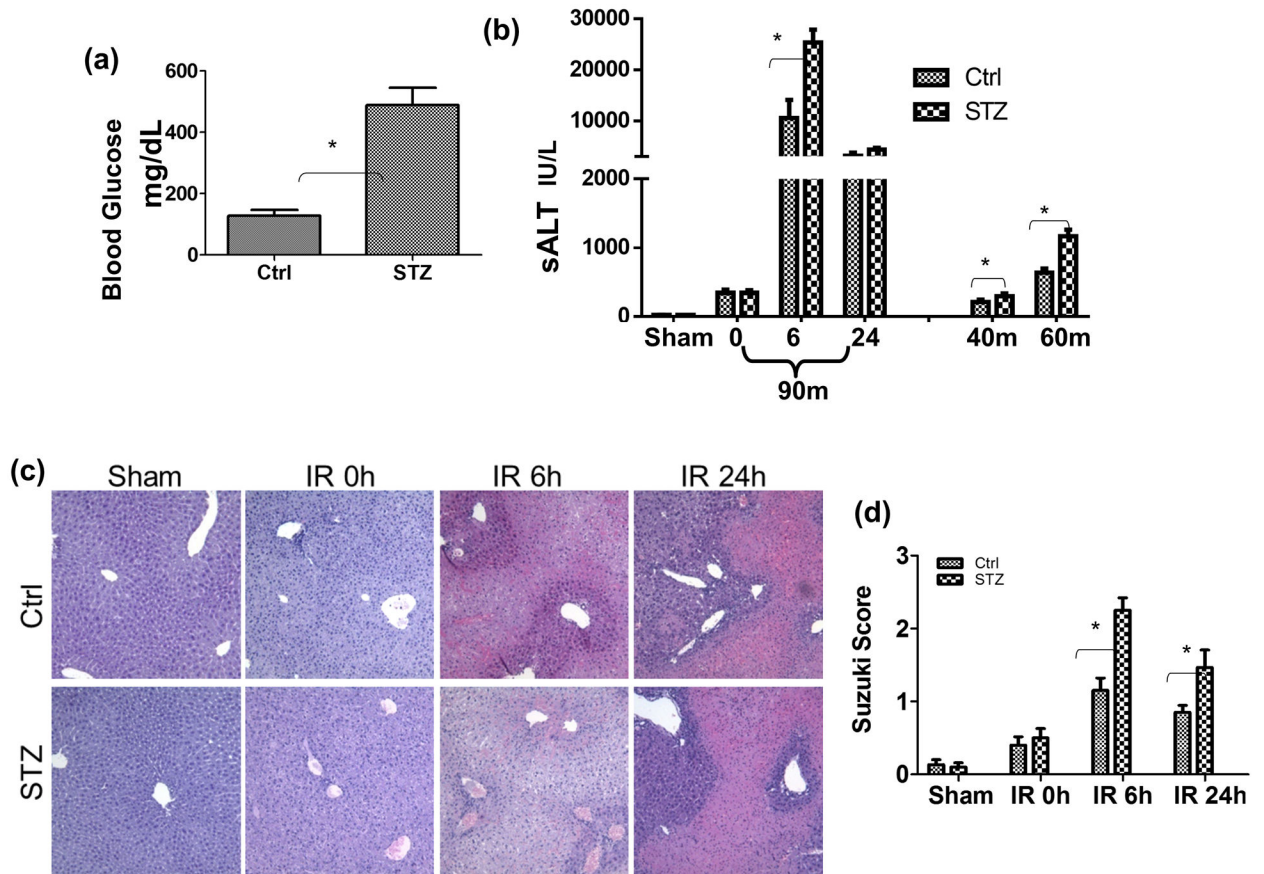 (a)
Blood Glucose
mg/dL
600
400
200
0
*
Ctrl
STZ
(b)
sALT IU/L
30000
20000
10000
2000
1000
0
*
*
*
Ctrl
STZ
Sham
0
6
24
40m
60m
90m
(c)
Sham
IR 0h
IR 6h
IR 24h
Ctrl
STZ
(d)
Suzuki Score
3
2
1
0
Ctrl
STZ
*
*
Sham
IR 0h
IR 6h
IR 24h